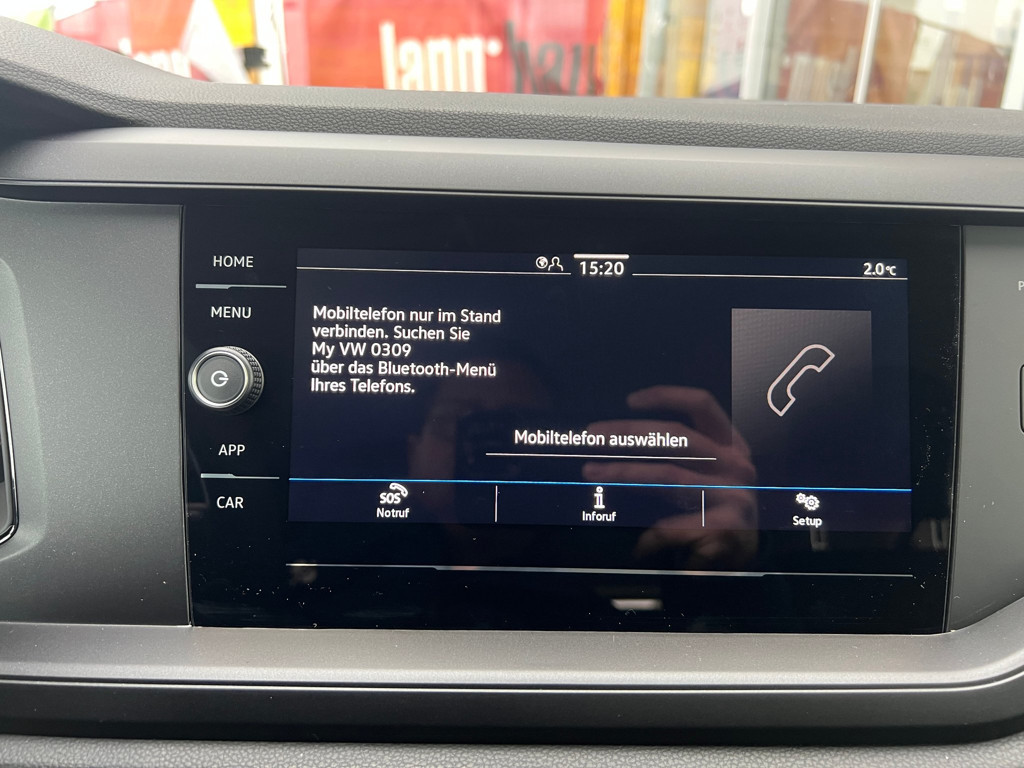 HOME
MENU
APP
CAR
15:20
2.0°C
Mobiltelefon nur im Stand
verbinden. Suchen Sie
My VW 0309
über das Bluetooth-Menü
Ihres Telefons.
Mobiltelefon auswählen
SOS
Notruf
Inforuf
Setup
P